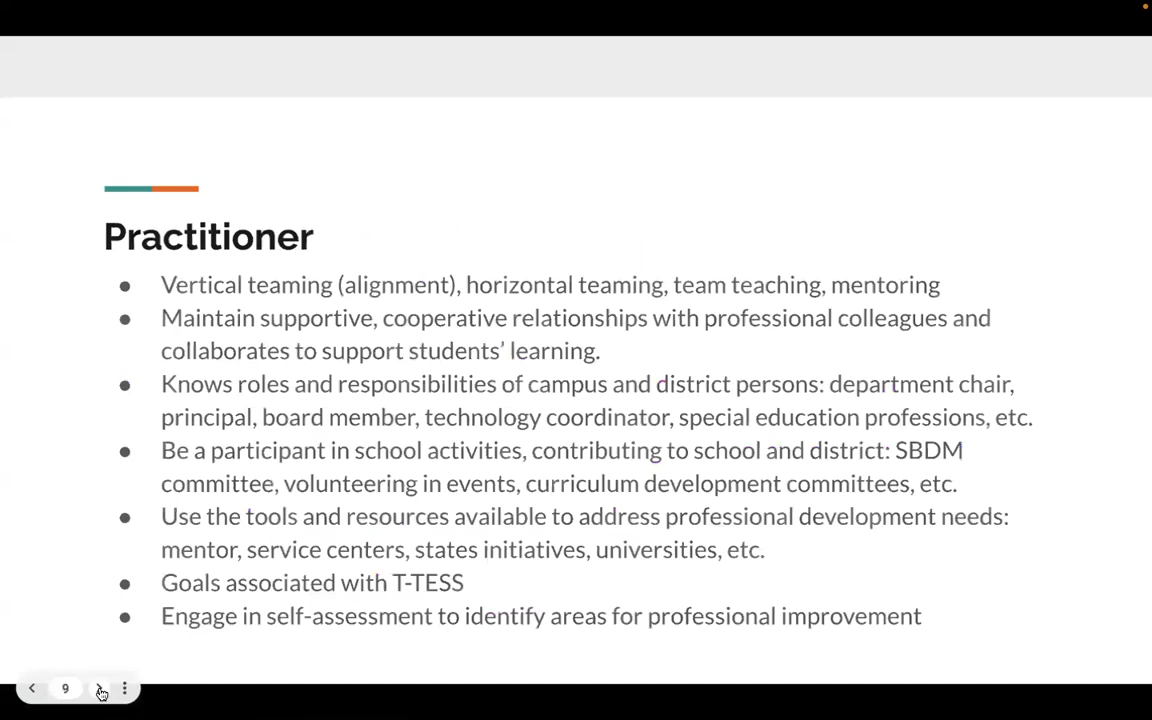 Practitioner
● Vertical teaming (alignment), horizontal teaming, team teaching, mentoring
● Maintain supportive, cooperative relationships with professional colleagues and
collaborates to support students’ learning.
● Knows roles and responsibilities of campus and district persons: department chair,
principal, board member, technology coordinator, special education professions, etc.
● Be a participant in school activities, contributing to school and district: SBDM
committee, volunteering in events, curriculum development committees, etc.
● Use the tools and resources available to address professional development needs:
mentor, service centers, states initiatives, universities, etc.
● Goals associated with T-TESS
● Engage in self-assessment to identify areas for professional improvement
9